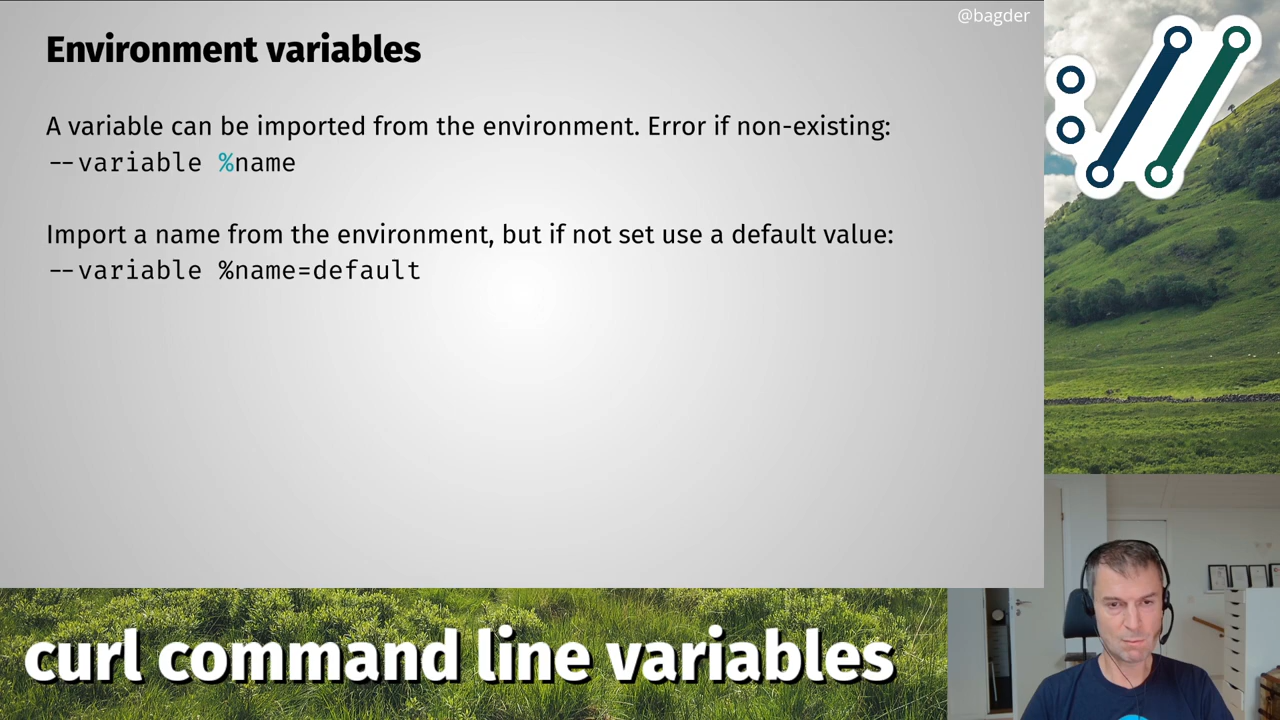 @bagder
Environment variables
A variable can be imported from the environment. Error if non-existing:
--variable %name
Import a name from the environment, but if not set use a default value:
--variable %name=default
curl command line variables